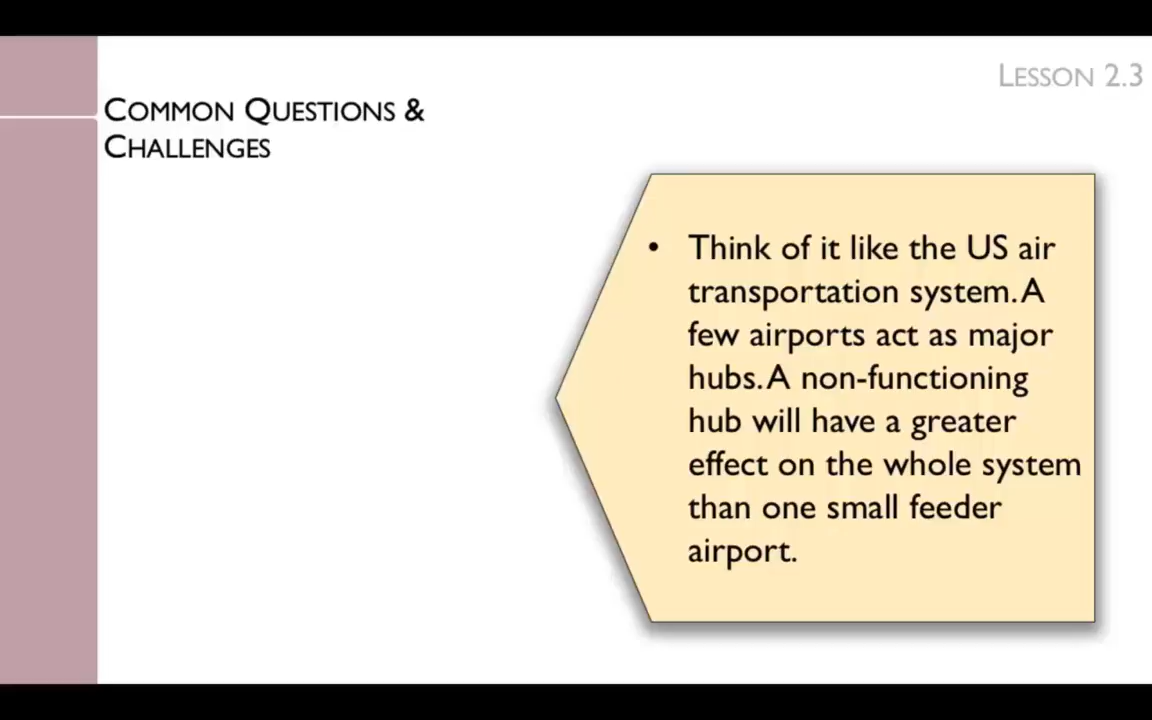 LESSON 2.3
COMMON QUESTIONS &
CHALLENGES
• Think of it like the US air
transportation system. A
few airports act as major
hubs. A non-functioning
hub will have a greater
effect on the whole system
than one small feeder
airport.